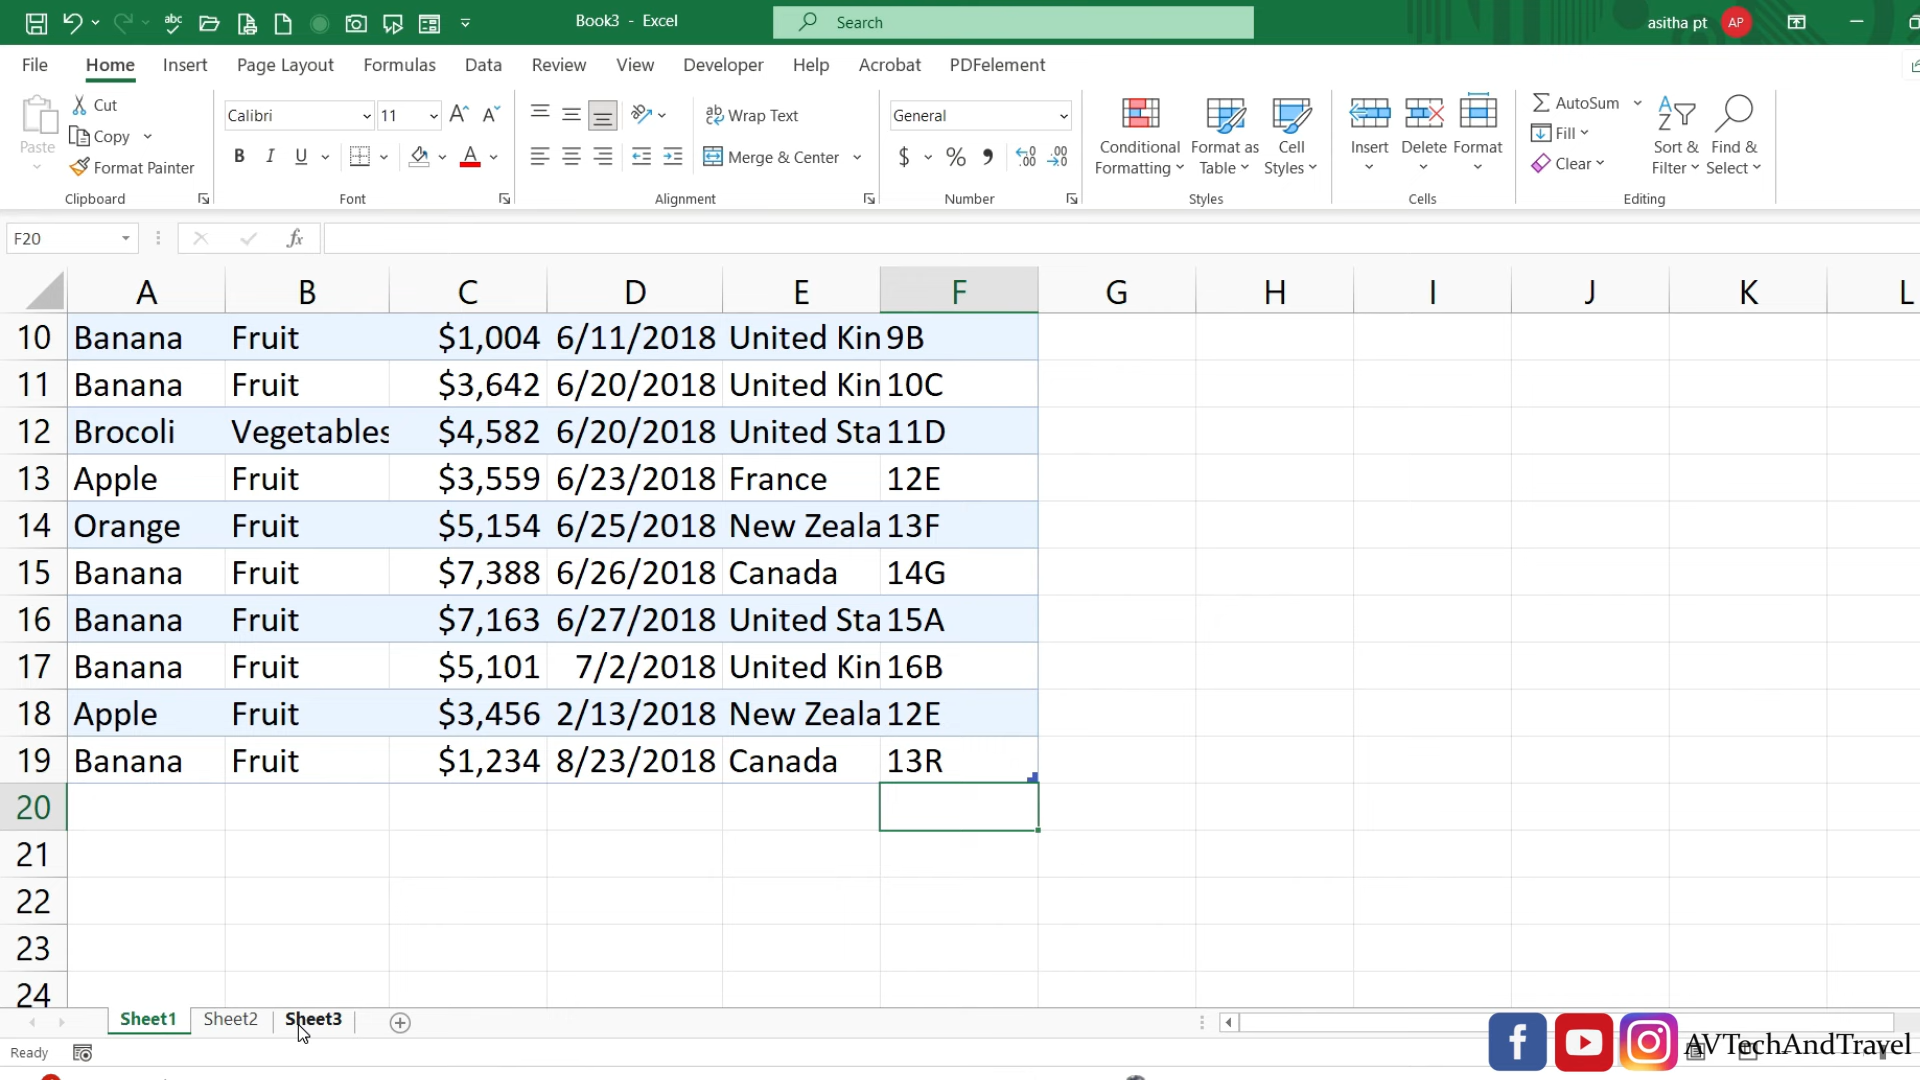 abc
Book3 - Excel
Search
asitha pt
AP
File
Home
Insert
Page Layout
Formulas
Data
Review
View
Developer
Help
Acrobat
PDFelement
Paste
Cut
Copy
Format Painter
Clipboard
Calibri
11
B I U
Font
Wrap Text
Merge & Center
Alignment
General
$ %
Number
Conditional Formatting
Format as Table
Cell Styles
Styles
Insert
Delete
Format
Cells
AutoSum
Fill
Clear
Sort & Filter
Find & Select
Editing
F20
fx
A B C D E F G H I J K L
10 Banana Fruit $1,004 6/11/2018 United Kin 9B
11 Banana Fruit $3,642 6/20/2018 United Kin 10C
12 Brocoli Vegetables $4,582 6/20/2018 United Sta 11D
13 Apple Fruit $3,559 6/23/2018 France 12E
14 Orange Fruit $5,154 6/25/2018 New Zeala 13F
15 Banana Fruit $7,388 6/26/2018 Canada 14G
16 Banana Fruit $7,163 6/27/2018 United Sta 15A
17 Banana Fruit $5,101 7/2/2018 United Kin 16B
18 Apple Fruit $3,456 2/13/2018 New Zeala 12E
19 Banana Fruit $1,234 8/23/2018 Canada 13R
20
21
22
23
24
Sheet1
Sheet2
Sheet3
Ready
AVTechAndTravel